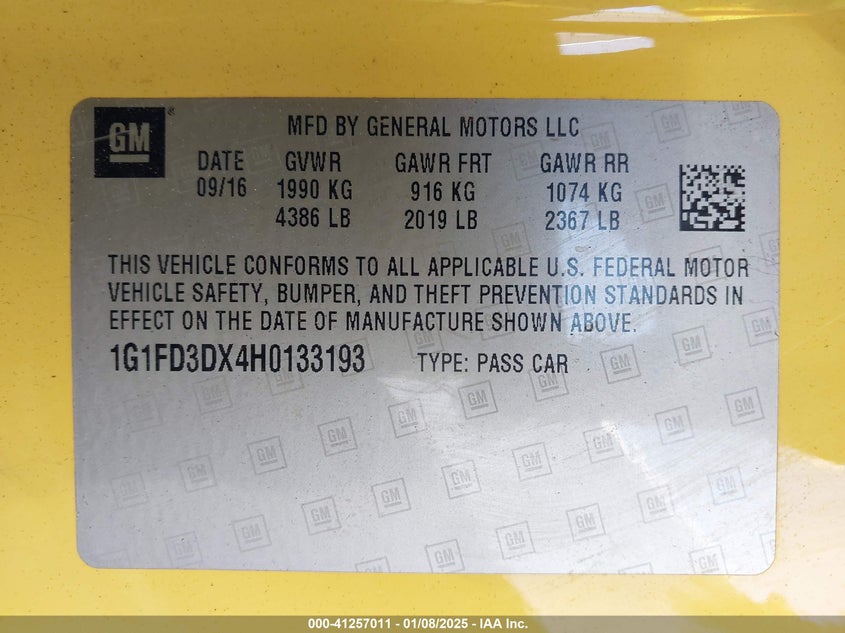 GM
MFD BY GENERAL MOTORS LLC
DATE GVWR GAWR FRT GAWR RR
09/16 1990 KG 916 KG 1074 KG
4386 LB 2019 LB 2367 LB
THIS VEHICLE CONFORMS TO ALL APPLICABLE U.S. FEDERAL MOTOR
VEHICLE SAFETY, BUMPER, AND THEFT PREVENTION STANDARDS IN
EFFECT ON THE DATE OF MANUFACTURE SHOWN ABOVE.
1G1FD3DX4H0133193 TYPE: PASS CAR
000-41257011 - 01/08/2025 - IAA Inc.